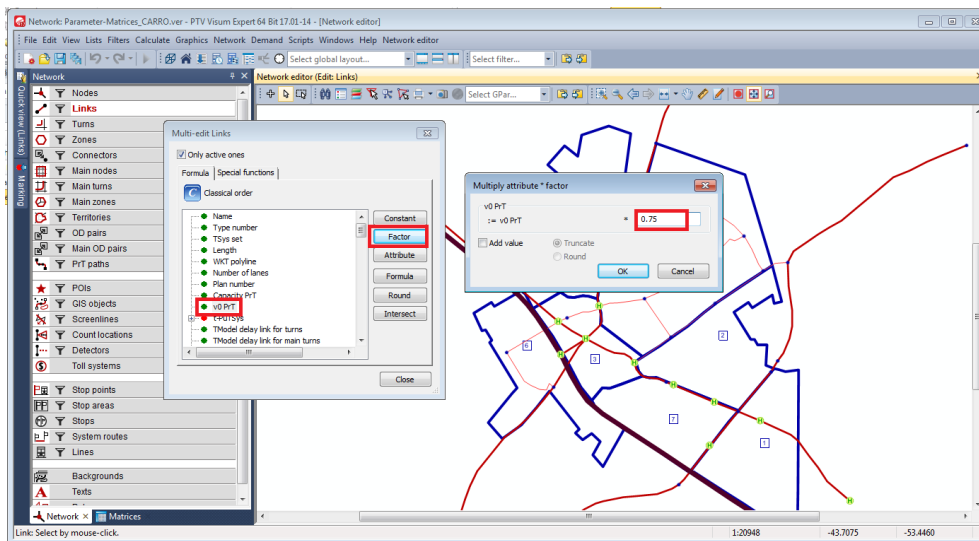 Network: Parameter-Matrices_CARRO.ver - PTV Visum Expert 64 Bit 17.01-14 - [Network editor]
File Edit View Lists Filters Calculate Graphics Network Demand Scripts Windows Help Network editor
Select global layout...
Select filter...
Network
Network editor (Edit: Links)
Select GPar...
Quick view (Links)
Marking
Nodes
Links
Turns
Zones
Connectors
Main nodes
Main turns
Main zones
Territories
OD pairs
Main OD pairs
PrT paths
POIs
GIS objects
Screenlines
Count locations
Detectors
Toll systems
Stop points
Stop areas
Stops
System routes
Lines
Backgrounds
Texts
Network
Matrices
Multi-edit Links
Only active ones
Formula
Special functions
Classical order
Name
Type number
TSys set
Length
WKT polyline
Number of lanes
Plan number
Capacity PrT
v0 PrT
t-PuTSys
TModel delay link for turns
TModel delay link for main turns
Constant
Factor
Attribute
Formula
Round
Intersect
Close
Multiply attribute * factor
v0 PrT
:= v0 PrT * 0.75
Add value
Truncate
Round
OK
Cancel
2
6
3
7
1
H
H
H
H
H
H
H
H
H
Link: Select by mouse-click.
1:20948
-43.7075
-53.4460